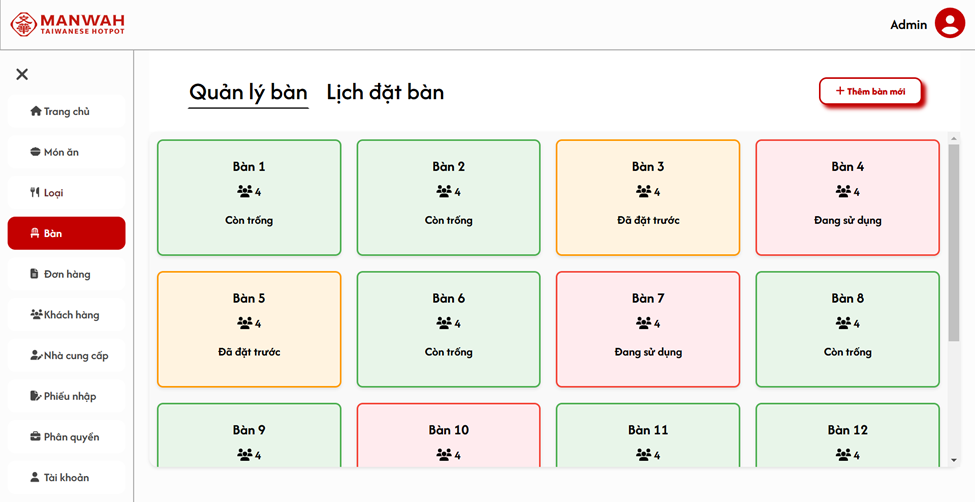 MANWAH
TAIWANESE HOTPOT
Admin
Trang chủ
Món ăn
Loại
Bàn
Đơn hàng
Khách hàng
Nhà cung cấp
Phiếu nhập
Phân quyền
Tài khoản
Quản lý bàn Lịch đặt bàn
+ Thêm bàn mới
Bàn 1
4
Còn trống
Bàn 2
4
Còn trống
Bàn 3
4
Đã đặt trước
Bàn 4
4
Đang sử dụng
Bàn 5
4
Đã đặt trước
Bàn 6
4
Còn trống
Bàn 7
4
Đang sử dụng
Bàn 8
4
Còn trống
Bàn 9
4
Bàn 10
4
Bàn 11
4
Bàn 12
4